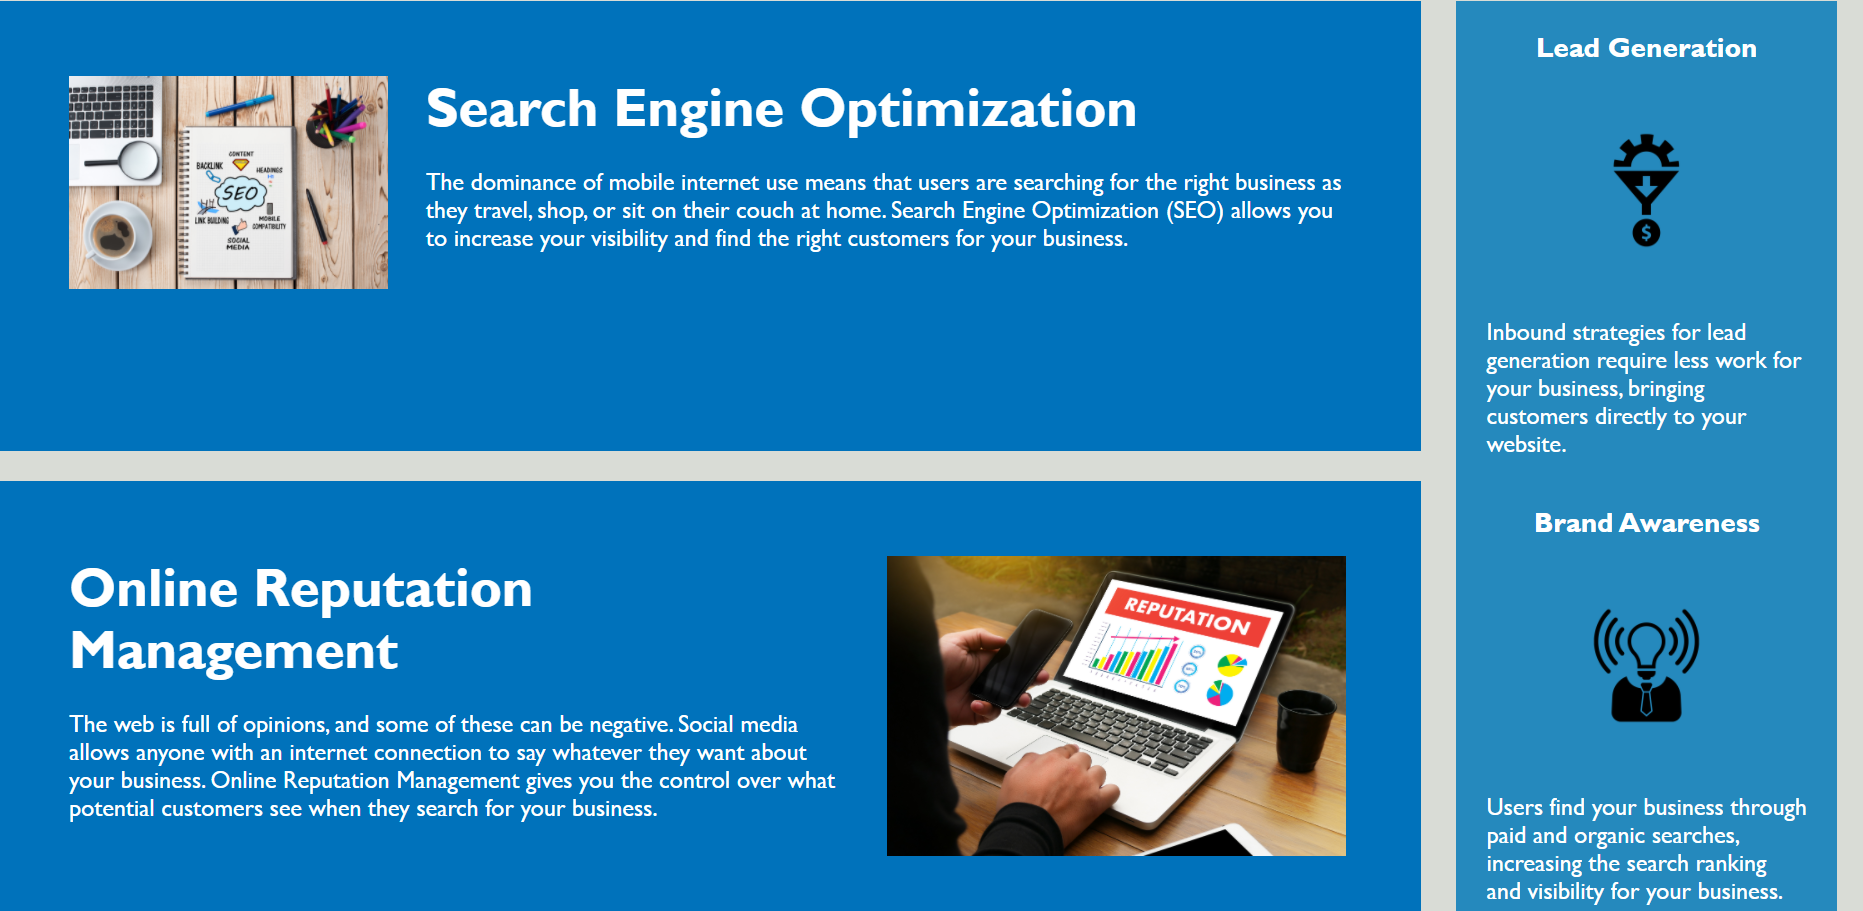 Search Engine Optimization
The dominance of mobile internet use means that users are searching for the right business as
they travel, shop, or sit on their couch at home. Search Engine Optimization (SEO) allows you
to increase your visibility and find the right customers for your business.
CONTENT
BACKLINK
HEADINGS
SEO
LINK BUILDING
MOBILE
COMPATIBILITY
SOCIAL
MEDIA
Online Reputation
Management
The web is full of opinions, and some of these can be negative. Social media
allows anyone with an internet connection to say whatever they want about
your business. Online Reputation Management gives you the control over what
potential customers see when they search for your business.
REPUTATION
Lead Generation
$
Inbound strategies for lead
generation require less work for
your business, bringing
customers directly to your
website.
Brand Awareness
Users find your business through
paid and organic searches,
increasing the search ranking
and visibility for your business.